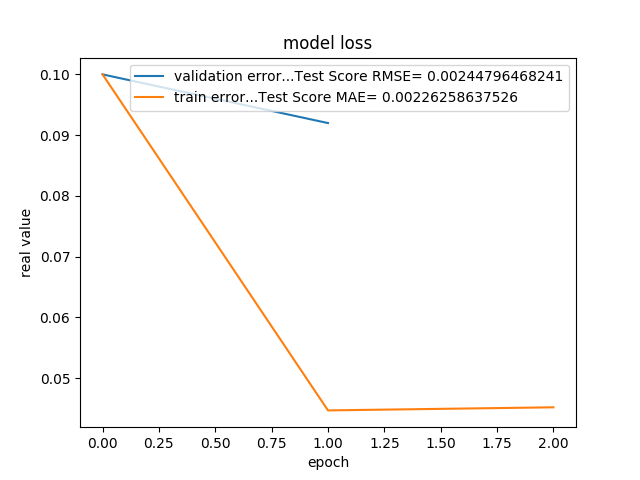 model loss
validation error...Test Score RMSE= 0.00244796468241
train error...Test Score MAE= 0.00226258637526
0.10
0.09
0.08
0.07
0.06
0.05
real value
0.00 0.25 0.50 0.75 1.00 1.25 1.50 1.75 2.00
epoch